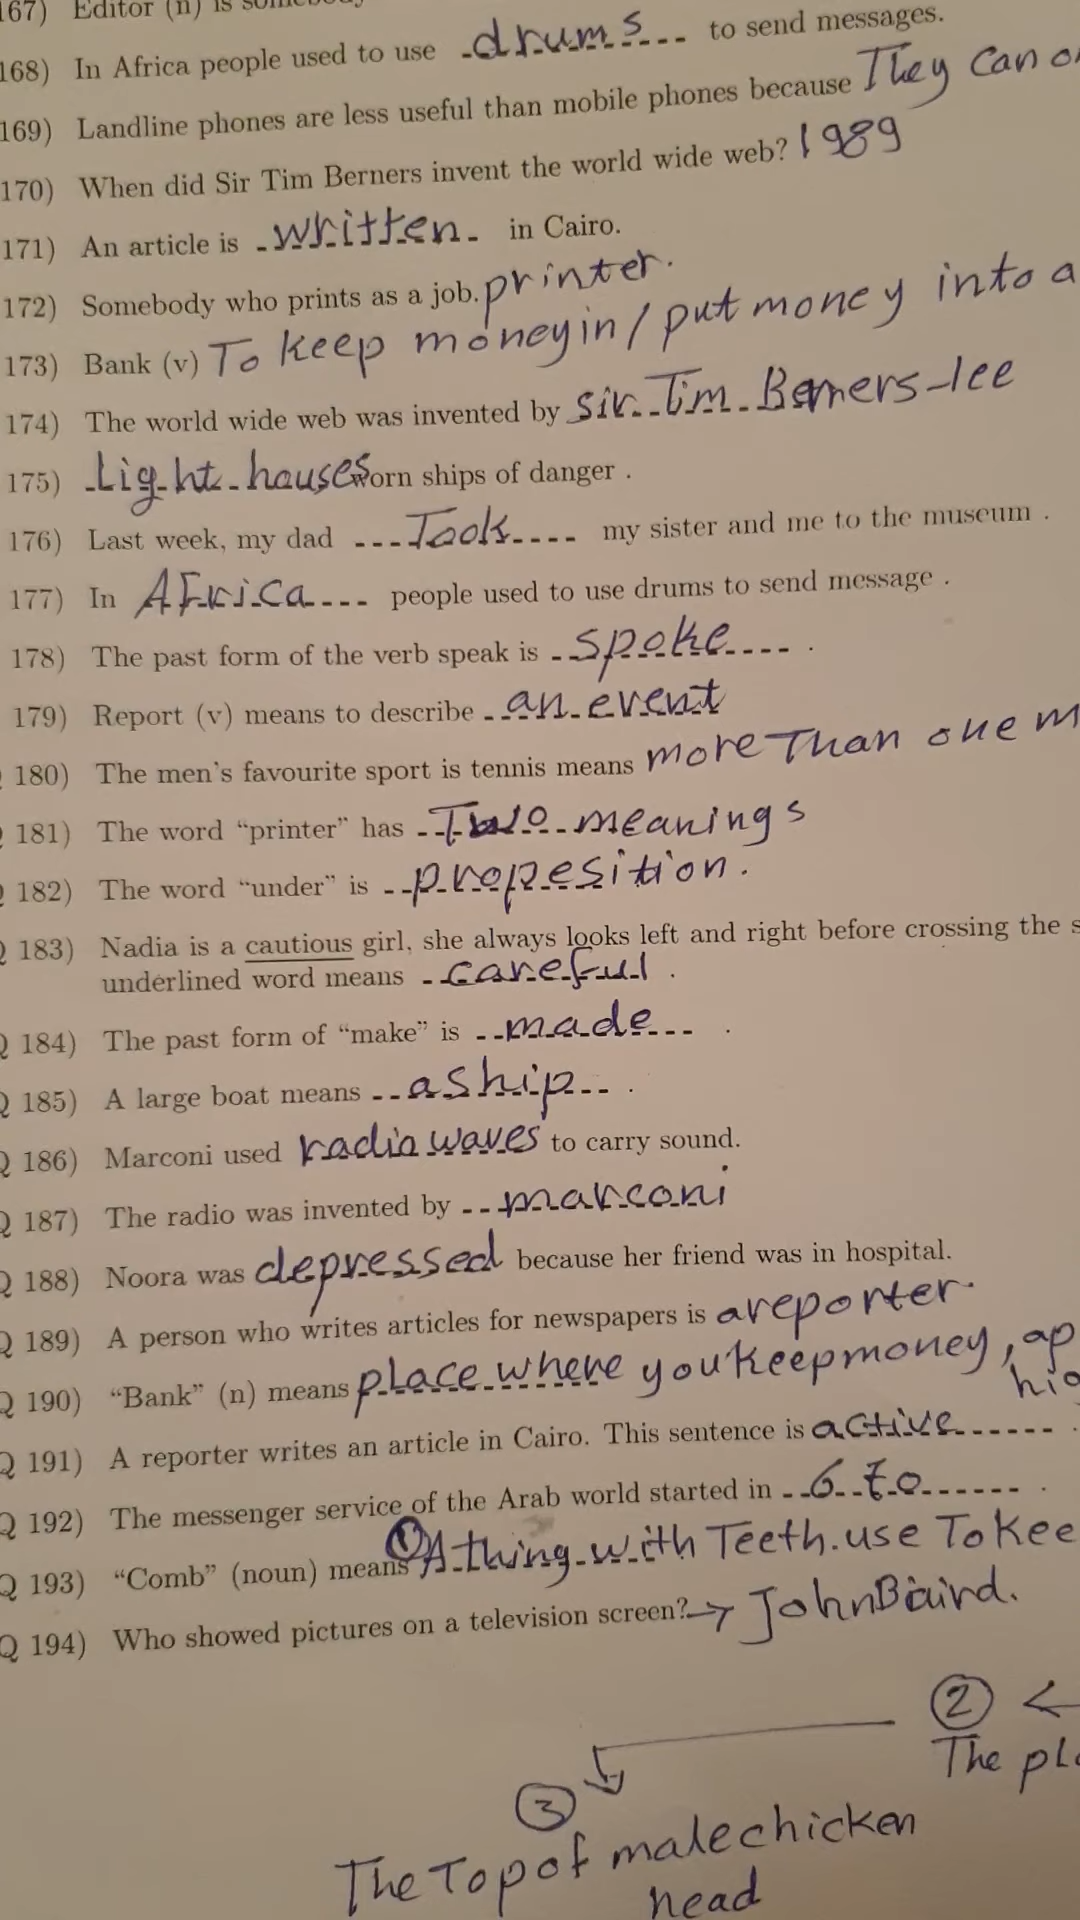 167) Editor (n) is somebody
168) In Africa people used to use drums to send messages.
169) Landline phones are less useful than mobile phones because They can
170) When did Sir Tim Berners invent the world wide web? 1989
171) An article is written in Cairo.
172) Somebody who prints as a job. printer.
173) Bank (v) To keep money in / put money into a
174) The world wide web was invented by sir Tim Berners-lee
175) Light houses worn ships of danger .
176) Last week, my dad Took my sister and me to the museum .
177) In AFrica people used to use drums to send message .
178) The past form of the verb speak is spoke .
179) Report (v) means to describe an event
180) The men's favourite sport is tennis means more Than one m
181) The word "printer" has Two meanings
182) The word "under" is proposition.
Q 183) Nadia is a cautious girl, she always looks left and right before crossing the s
underlined word means careful .
Q 184) The past form of "make" is made .
Q 185) A large boat means a ship .
Q 186) Marconi used radio waves to carry sound.
Q 187) The radio was invented by marconi
Q 188) Noora was depressed because her friend was in hospital.
Q 189) A person who writes articles for newspapers is a reporter.
Q 190) "Bank" (n) means place where you keep money, a p
Q 191) A reporter writes an article in Cairo. This sentence is active .
Q 192) The messenger service of the Arab world started in 6 to .
Q 193) "Comb" (noun) means ① A thing with Teeth. use To Kee
Q 194) Who showed pictures on a television screen? → John Baird.
② ←
The pl
③
The Top of male chicken
head